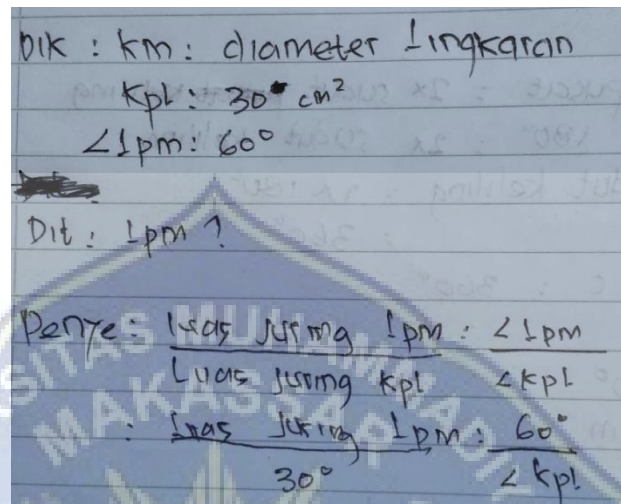 Dik : km : diameter lingkaran
Kpl : 30 cm²
∠lpm : 60°
Dit : lpm ?
Penye : luas juring lpm : ∠lpm
Luas juring kpl ∠kpl
: luas juring lpm : 60°
30° ∠kpl